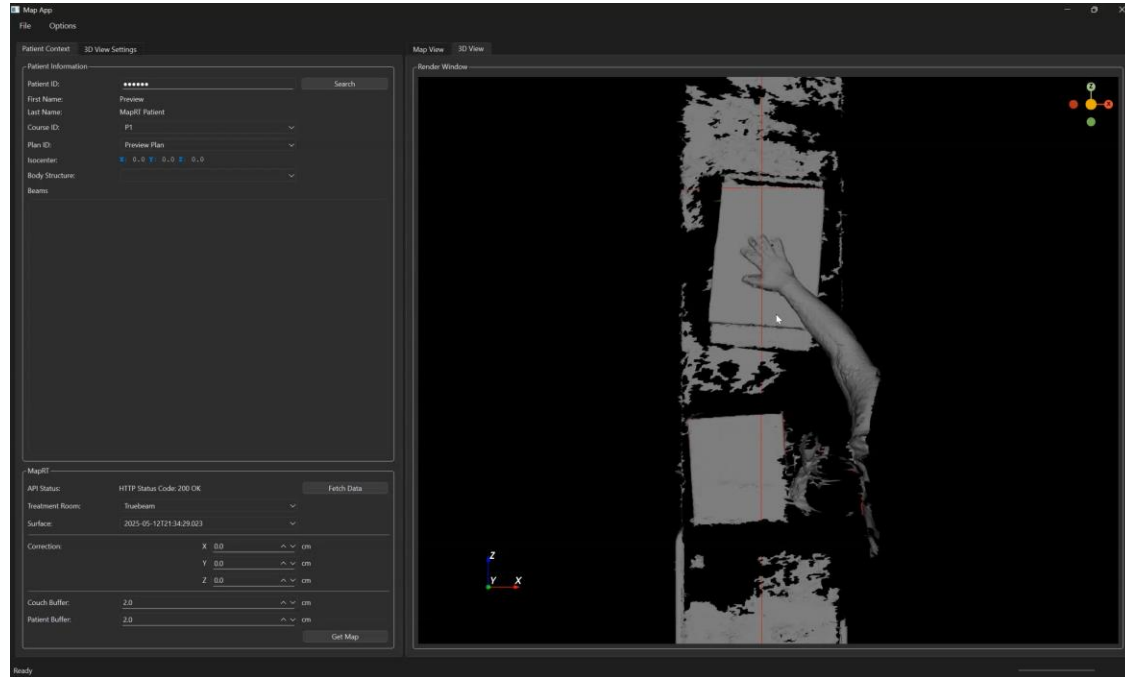 Map App
File Options
Patient Context 3D View Settings
Patient Information
Patient ID: •••••• Search
First Name: Preview
Last Name: MapRT Patient
Course ID: P1
Plan ID: Preview Plan
Isocenter: X: 0.0 Y: 0.0 Z: 0.0
Body Structure:
Beams
MapRT
API Status: HTTP Status Code: 200 OK Fetch Data
Treatment Room: Truebeam
Surface: 2025-05-12T21:34:29.023
Correction: X 0.0 cm
Y 0.0 cm
Z 0.0 cm
Couch Buffer: 2.0 cm
Patient Buffer: 2.0 cm
Get Map
Ready
Map View 3D View
Render Window
Z
X
Z
Y X